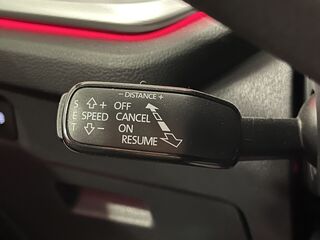 - DISTANCE +
S ⇧ + OFF
E SPEED CANCEL
T ⇩ - ON
RESUME